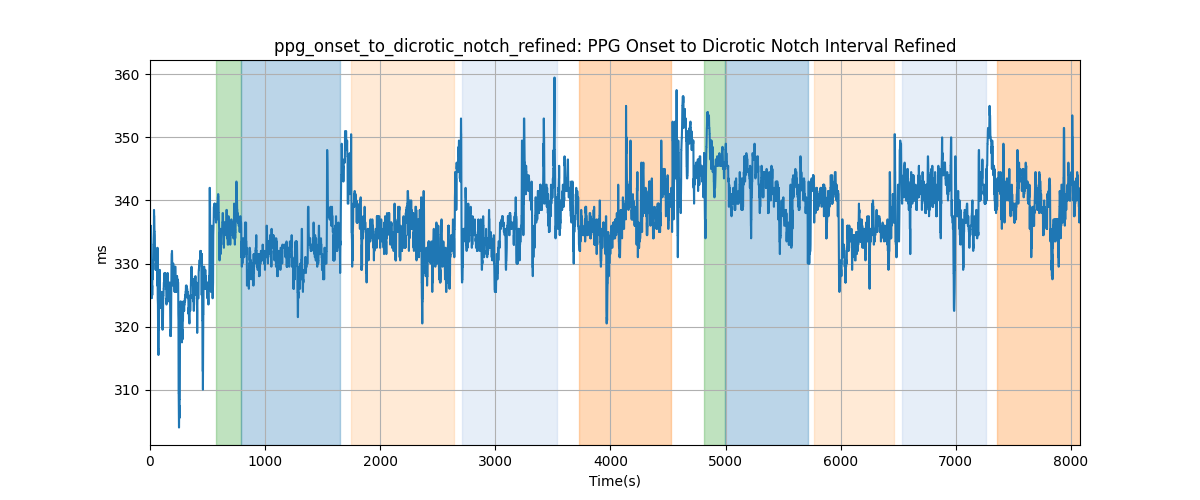 ppg_onset_to_dicrotic_notch_refined: PPG Onset to Dicrotic Notch Interval Refined
360
350
340
330
320
310
ms
0 1000 2000 3000 4000 5000 6000 7000 8000
Time(s)